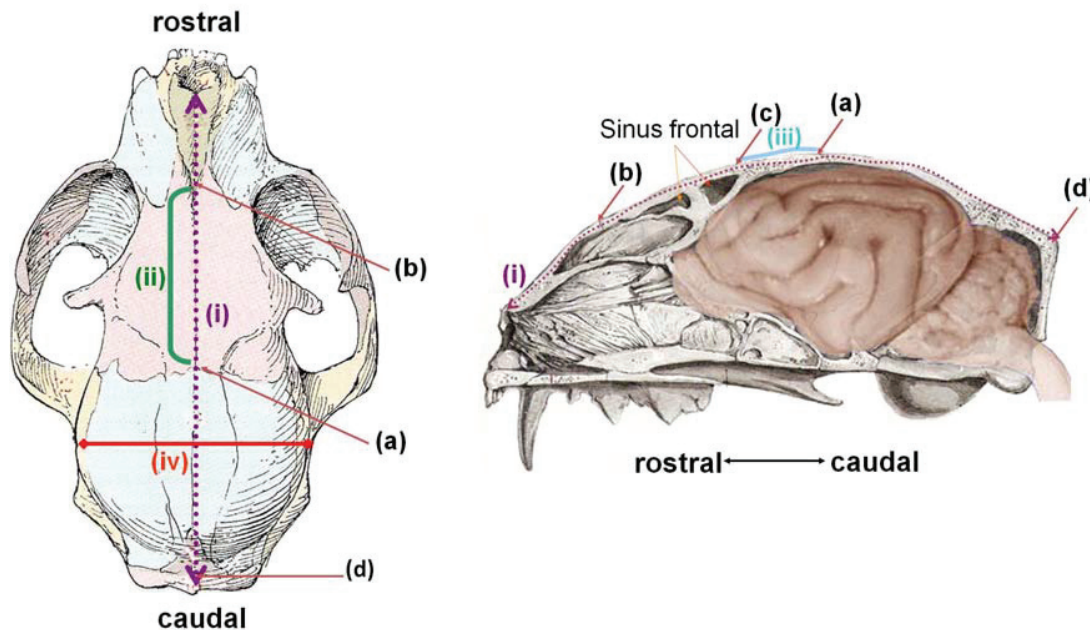 rostral
(b)
(ii)
(i)
(a)
(iv)
(d)
caudal
Sinus frontal
(c)
(iii)
(a)
(b)
(d)
(i)
rostral
caudal